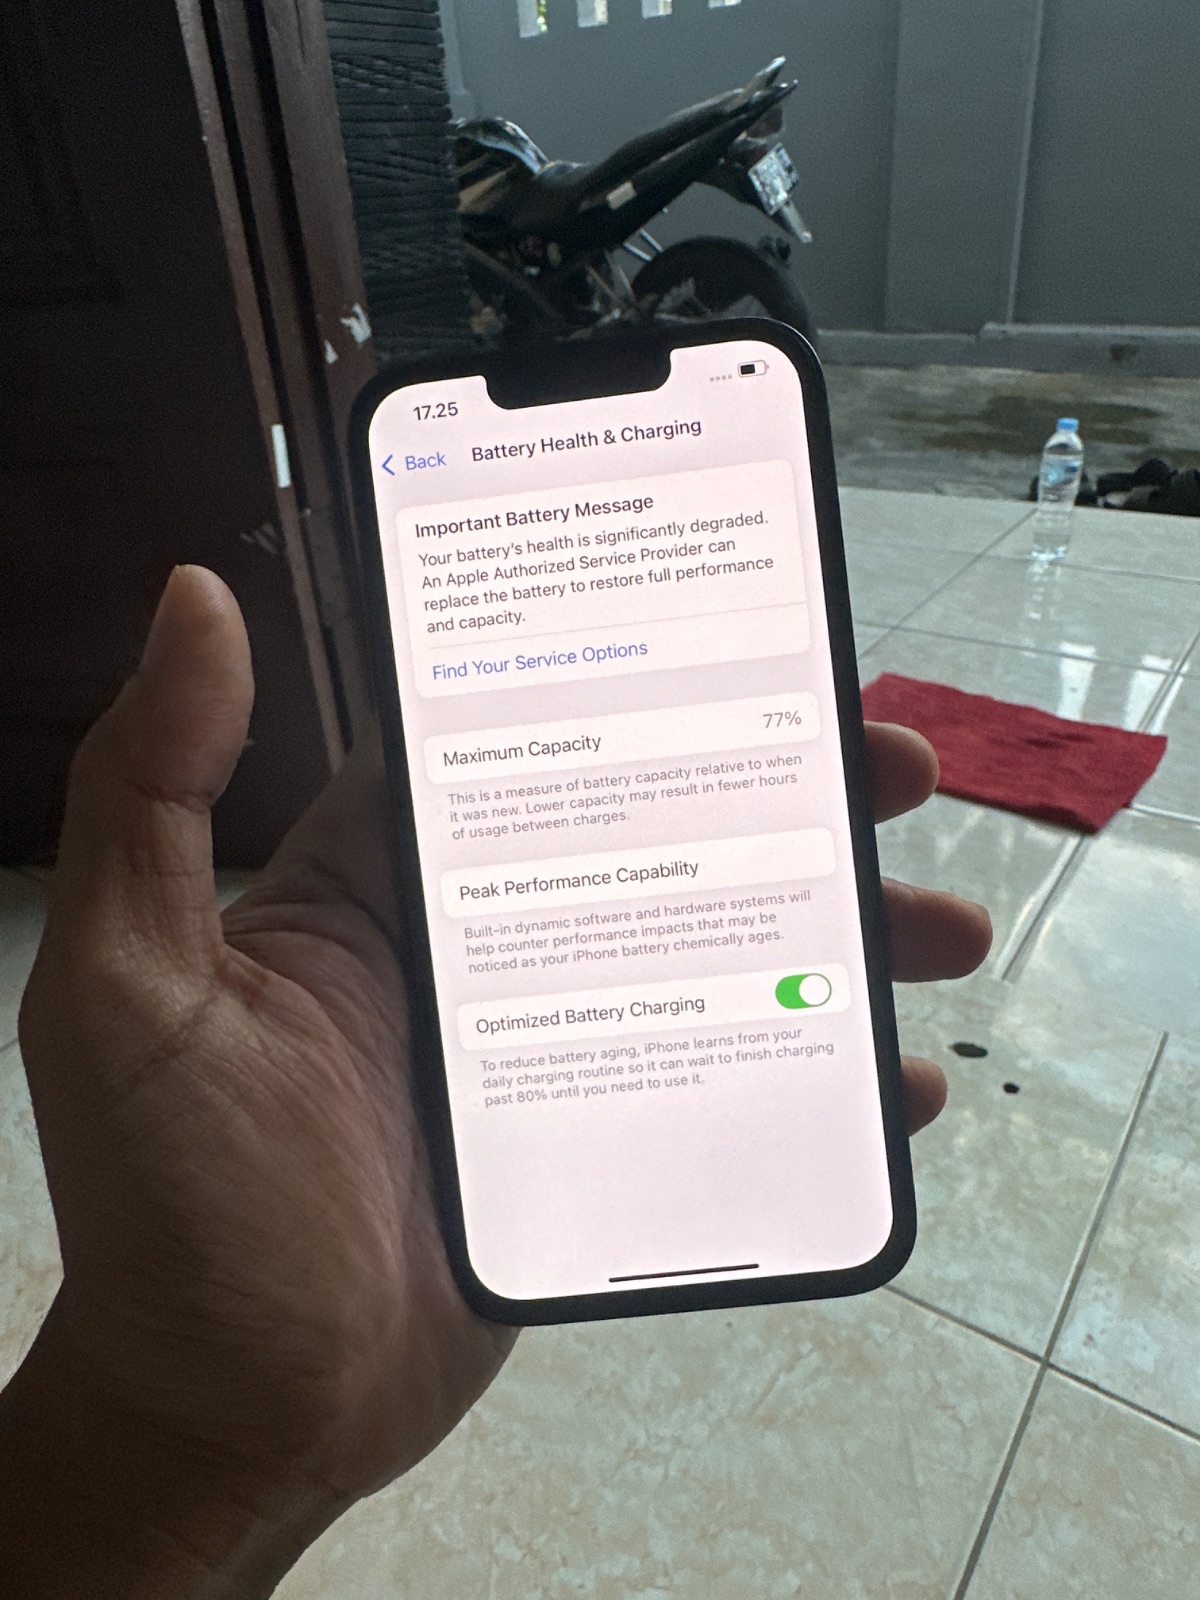 17.25
Back
Battery Health & Charging
Important Battery Message
Your battery's health is significantly degraded.
An Apple Authorized Service Provider can
replace the battery to restore full performance
and capacity.
Find Your Service Options
Maximum Capacity
77%
This is a measure of battery capacity relative to when
it was new. Lower capacity may result in fewer hours
of usage between charges.
Peak Performance Capability
Built-in dynamic software and hardware systems will
help counter performance impacts that may be
noticed as your iPhone battery chemically ages.
Optimized Battery Charging
To reduce battery aging, iPhone learns from your
daily charging routine so it can wait to finish charging
past 80% until you need to use it.